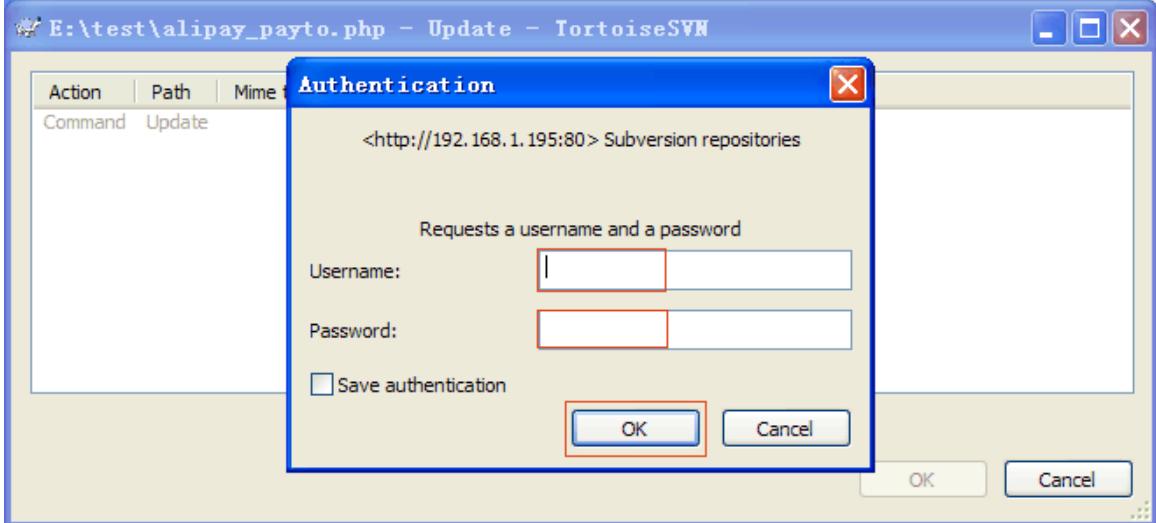 E:\test\alipay_payto.php - Update - TortoiseSVN
Authentication
Action Path Mime t
Command Update
<http://192.168.1.195:80> Subversion repositories
Requests a username and a password
Username:
Password:
Save authentication
OK Cancel
OK Cancel